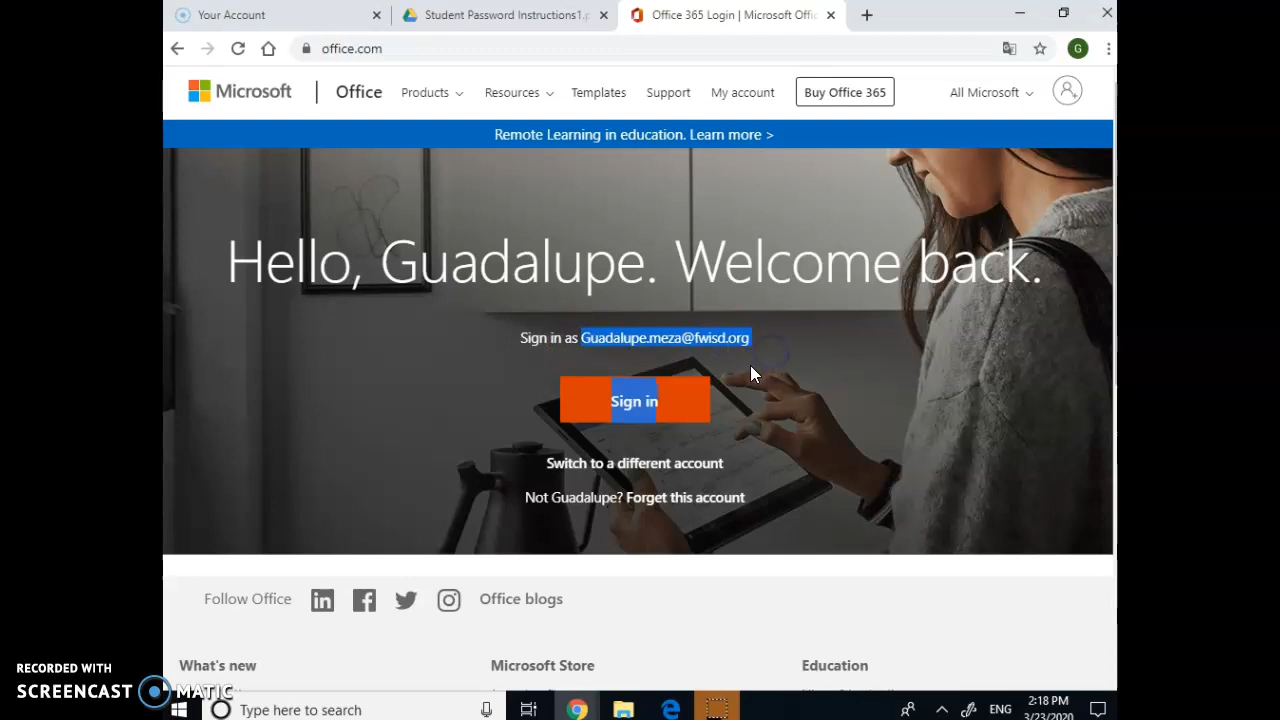 Your Account
Student Password Instructions1.p
Office 365 Login | Microsoft Offic
office.com
G
Microsoft | Office Products Resources Templates Support My account Buy Office 365 All Microsoft
Remote Learning in education. Learn more >
Hello, Guadalupe. Welcome back.
Sign in as Guadalupe.meza@fwisd.org
Sign in
Switch to a different account
Not Guadalupe? Forget this account
Follow Office
Office blogs
What's new
Microsoft Store
Education
RECORDED WITH
SCREENCAST MATIC
Type here to search
ENG
2:18 PM
3/23/2020